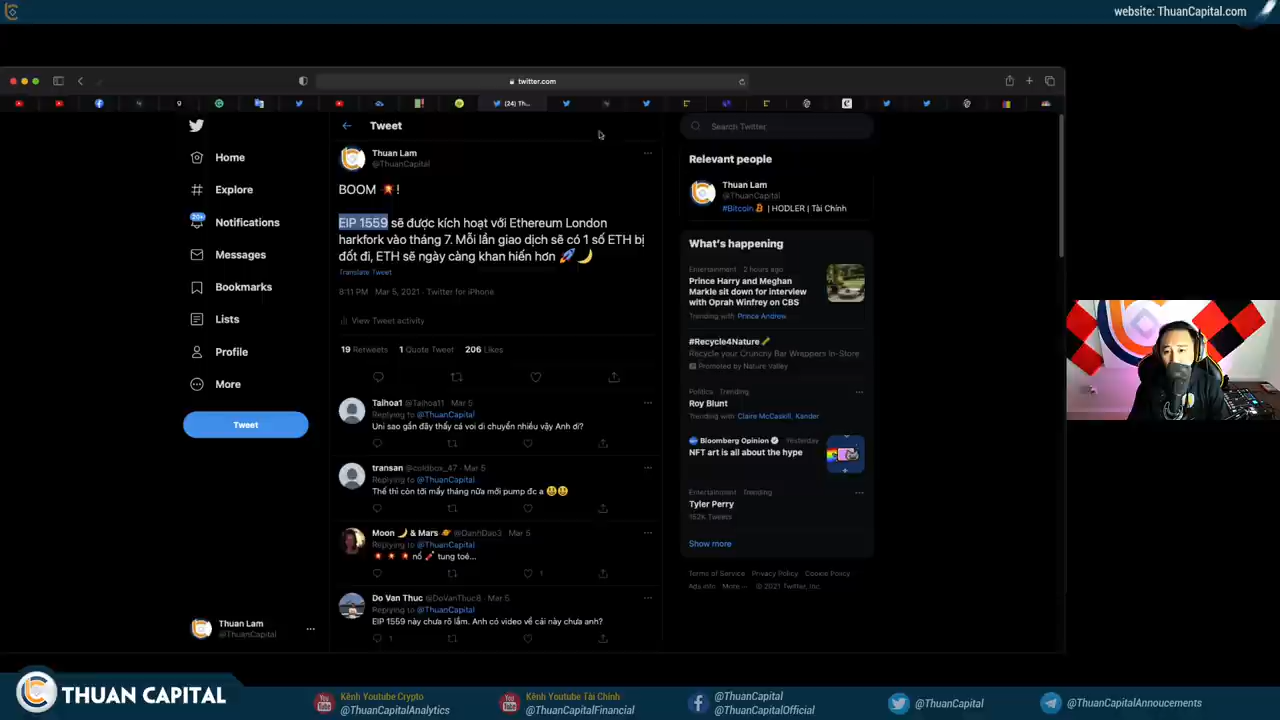 website: ThuanCapital.com
twitter.com
(24) Th...
Tweet
Search Twitter
Home
Explore
20+
Notifications
Messages
Bookmarks
Lists
Profile
More
Tweet
Thuan Lam
@ThuanCapital
Thuan Lam
@ThuanCapital
BOOM 💥!
EIP 1559 sẽ được kích hoạt với Ethereum London
harkfork vào tháng 7. Mỗi lần giao dịch sẽ có 1 số ETH bị
đốt đi, ETH sẽ ngày càng khan hiến hơn 🚀🌙
Translate Tweet
8:11 PM · Mar 5, 2021 · Twitter for iPhone
View Tweet activity
19 Retweets 1 Quote Tweet 206 Likes
Taihoa1 @Taihoa11 · Mar 5
Replying to @ThuanCapital
Uni sao gần đây thấy cá voi di chuyển nhiều vậy Anh ơi?
transan @coldbox_47 · Mar 5
Replying to @ThuanCapital
Thế thì còn tới mấy tháng nữa mới pump đc a 😃😃
Moon 🌙 & Mars 🪐 @OanhDao3 · Mar 5
Replying to @ThuanCapital
💥 💥 💥 nổ 🧨 tung toé...
1
Do Van Thuc @DoVanThuc8 · Mar 5
Replying to @ThuanCapital
EIP 1559 này chưa rõ lắm. Anh có video về cái này chưa anh?
1
Relevant people
Thuan Lam
@ThuanCapital
#Bitcoin | HODLER | Tài Chính
What's happening
Entertainment · 2 hours ago
Prince Harry and Meghan
Markle sit down for interview
with Oprah Winfrey on CBS
Trending with Prince Andrew
#Recycle4Nature
Recycle your Crunchy Bar Wrappers In-Store
Promoted by Nature Valley
Politics · Trending
Roy Blunt
Trending with Claire McCaskill, Kander
Bloomberg Opinion · Yesterday
NFT art is all about the hype
Entertainment · Trending
Tyler Perry
162K Tweets
Show more
Terms of Service Privacy Policy Cookie Policy
Ads info More ··· © 2021 Twitter, Inc.
THUAN CAPITAL
Kênh Youtube Crypto
@ThuanCapitalAnalytics
Kênh Youtube Tài Chính
@ThuanCapitalFinancial
@ThuanCapital
@ThuanCapitalOfficial
@ThuanCapital
@ThuanCapitalAnnoucements